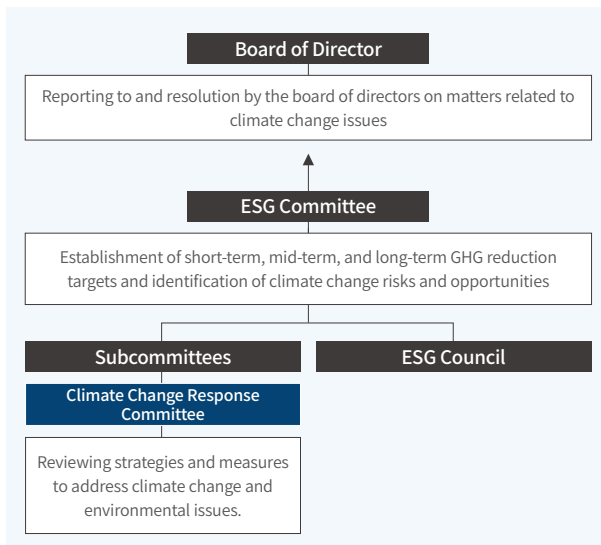 Board of Director
Reporting to and resolution by the board of directors on matters related to
climate change issues
ESG Committee
Establishment of short-term, mid-term, and long-term GHG reduction
targets and identification of climate change risks and opportunities
Subcommittees
ESG Council
Climate Change Response
Committee
Reviewing strategies and measures
to address climate change and
environmental issues.